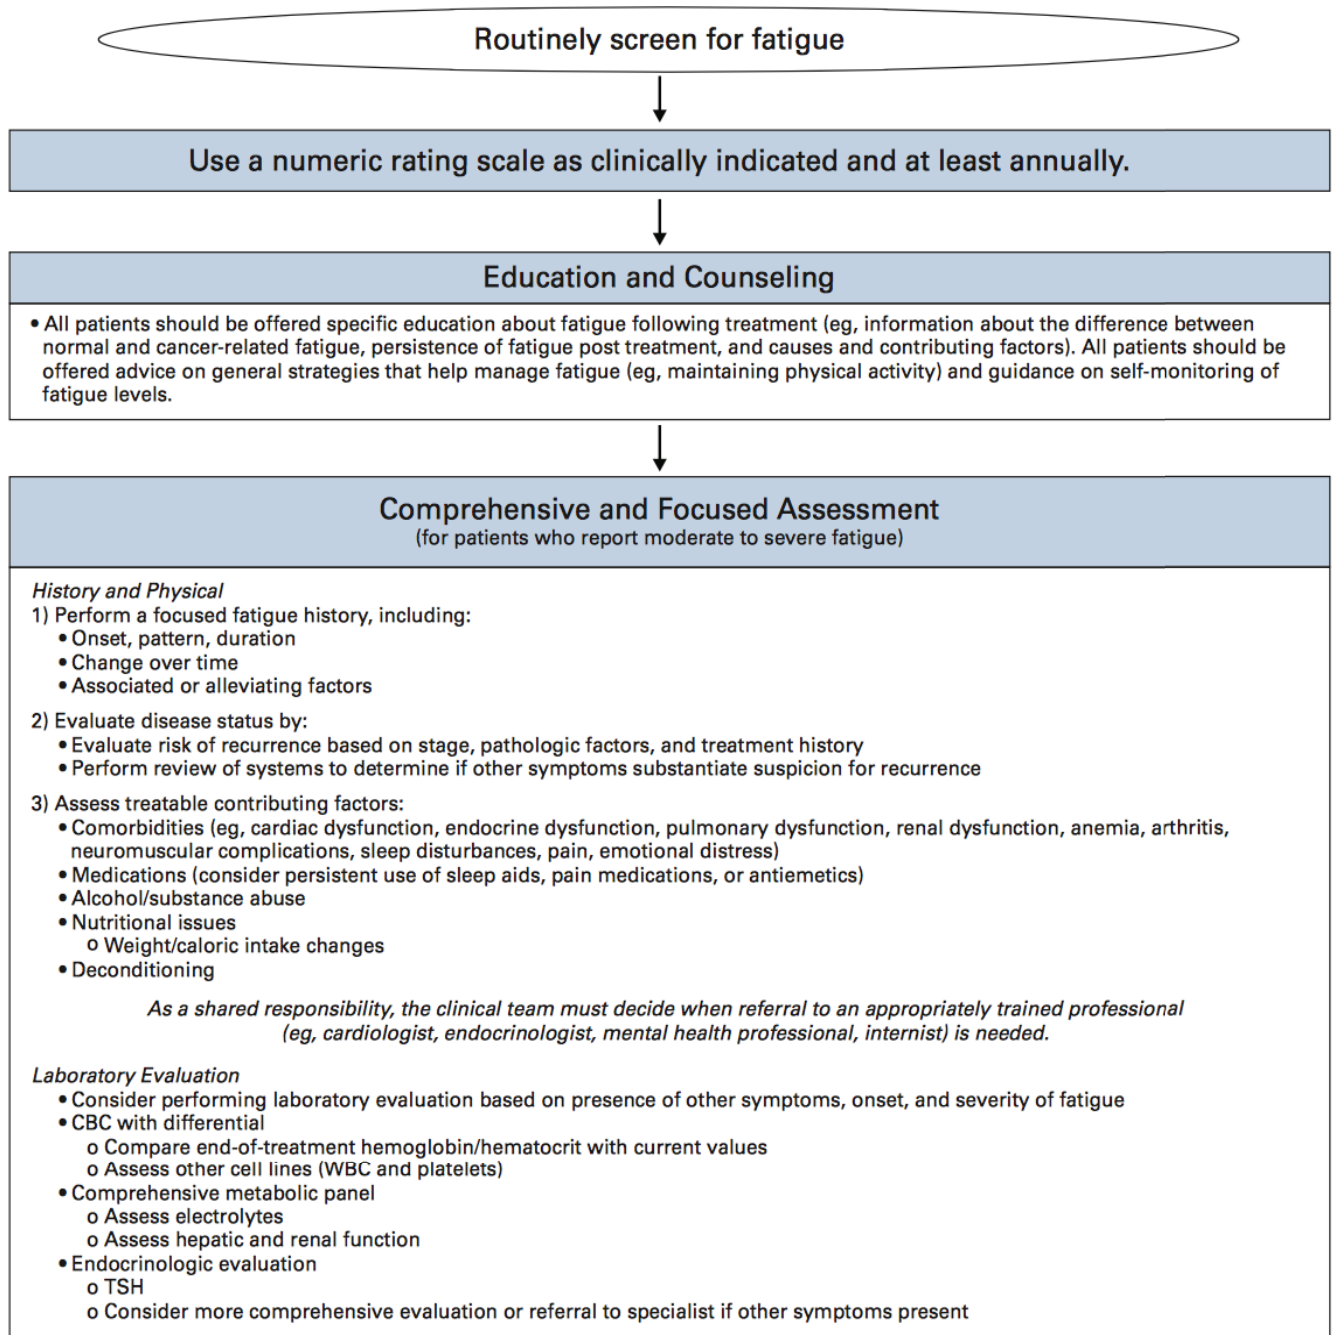 Routinely screen for fatigue
Use a numeric rating scale as clinically indicated and at least annually.
Education and Counseling
• All patients should be offered specific education about fatigue following treatment (eg, information about the difference between
normal and cancer-related fatigue, persistence of fatigue post treatment, and causes and contributing factors). All patients should be
offered advice on general strategies that help manage fatigue (eg, maintaining physical activity) and guidance on self-monitoring of
fatigue levels.
Comprehensive and Focused Assessment
(for patients who report moderate to severe fatigue)
History and Physical
1) Perform a focused fatigue history, including:
• Onset, pattern, duration
• Change over time
• Associated or alleviating factors
2) Evaluate disease status by:
• Evaluate risk of recurrence based on stage, pathologic factors, and treatment history
• Perform review of systems to determine if other symptoms substantiate suspicion for recurrence
3) Assess treatable contributing factors:
• Comorbidities (eg, cardiac dysfunction, endocrine dysfunction, pulmonary dysfunction, renal dysfunction, anemia, arthritis,
neuromuscular complications, sleep disturbances, pain, emotional distress)
• Medications (consider persistent use of sleep aids, pain medications, or antiemetics)
• Alcohol/substance abuse
• Nutritional issues
o Weight/caloric intake changes
• Deconditioning
As a shared responsibility, the clinical team must decide when referral to an appropriately trained professional
(eg, cardiologist, endocrinologist, mental health professional, internist) is needed.
Laboratory Evaluation
• Consider performing laboratory evaluation based on presence of other symptoms, onset, and severity of fatigue
• CBC with differential
o Compare end-of-treatment hemoglobin/hematocrit with current values
o Assess other cell lines (WBC and platelets)
• Comprehensive metabolic panel
o Assess electrolytes
o Assess hepatic and renal function
• Endocrinologic evaluation
o TSH
o Consider more comprehensive evaluation or referral to specialist if other symptoms present